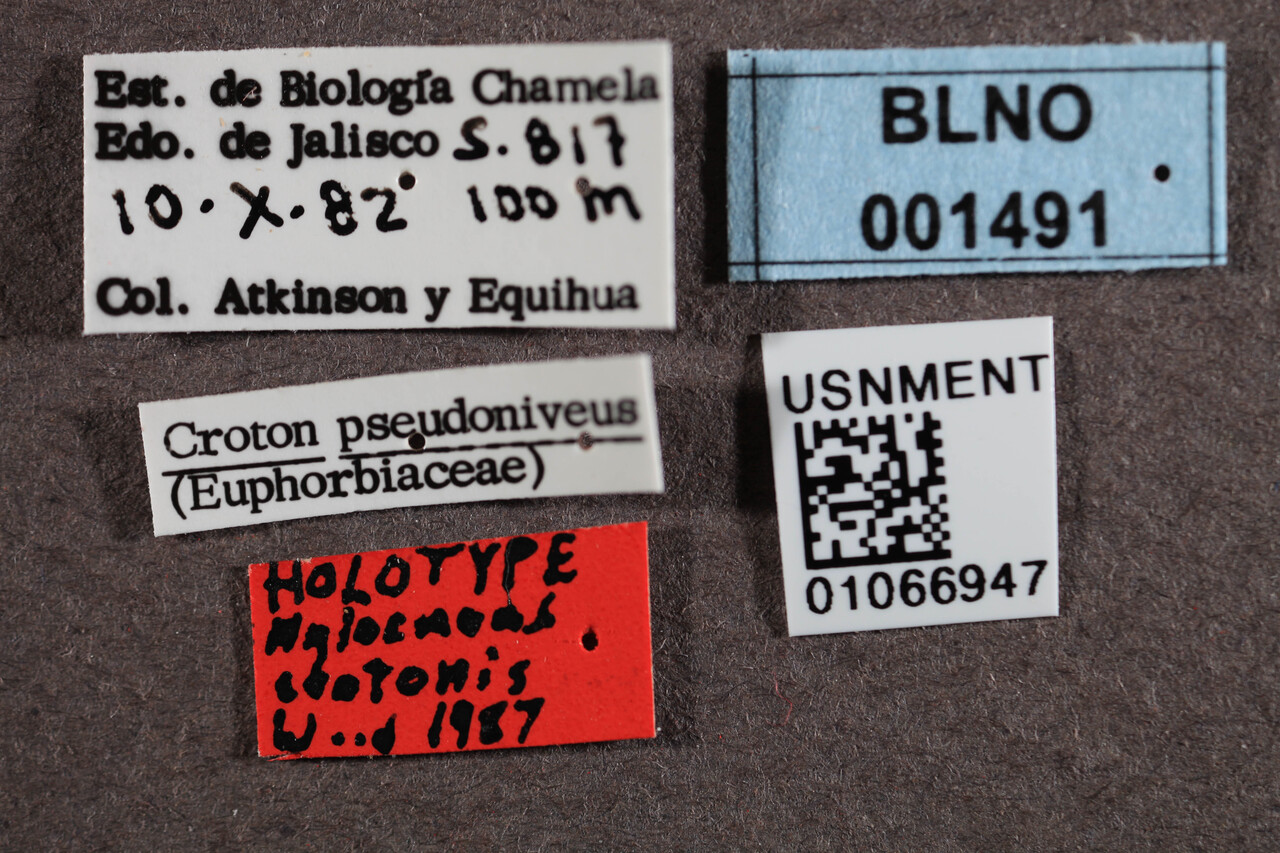 Est. de Biología Chamela
Edo. de Jalisco S. 817
10. X. 82 100 m
Col. Atkinson y Equihua
BLNO
001491
Croton pseudoniveus
(Euphorbiaceae)
USNMENT
01066947
HOLOTYPE
Hylocurus
crotonis
Wood 1987